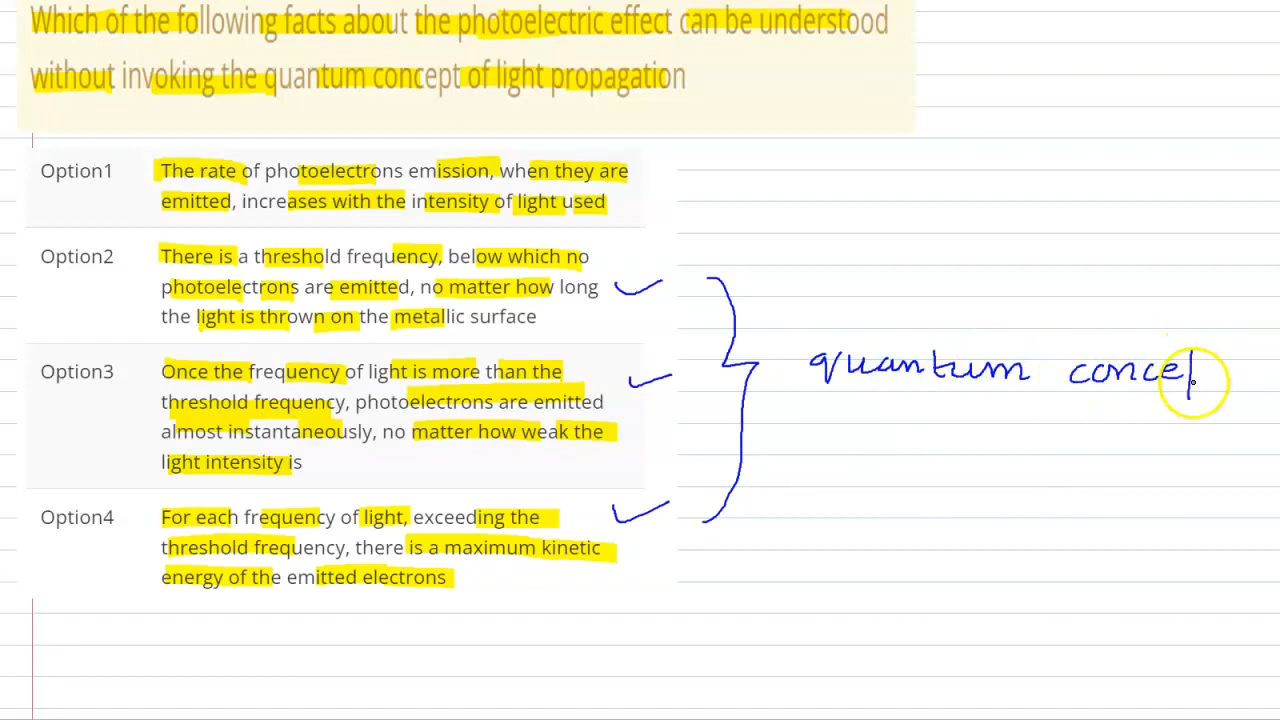 Which of the following facts about the photoelectric effect can be understood
without invoking the quantum concept of light propagation
Option1
The rate of photoelectrons emission, when they are
emitted, increases with the intensity of light used
Option2
There is a threshold frequency, below which no
photoelectrons are emitted, no matter how long
the light is thrown on the metallic surface
Option3
Once the frequency of light is more than the
threshold frequency, photoelectrons are emitted
almost instantaneously, no matter how weak the
light intensity is
quantum conce
Option4
For each frequency of light, exceeding the
threshold frequency, there is a maximum kinetic
energy of the emitted electrons